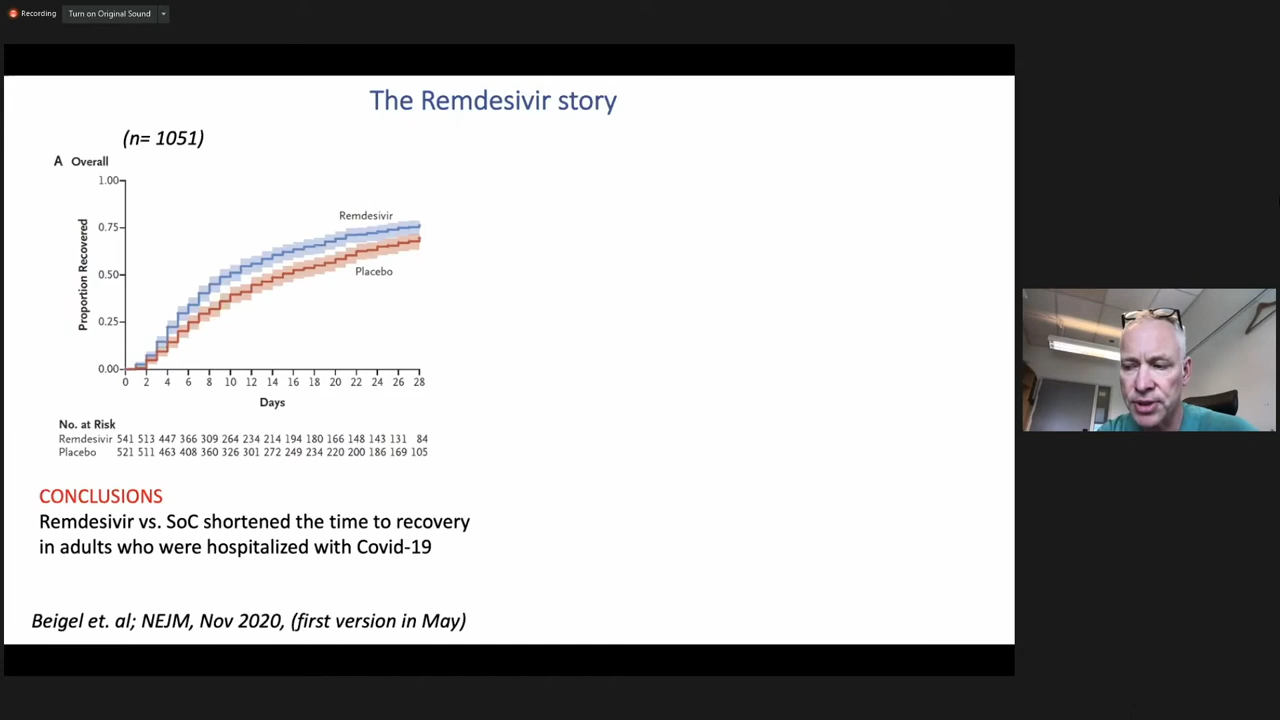 Recording
Turn on Original Sound
The Remdesivir story
(n= 1051)
A Overall
1.00
0.75
0.50
0.25
0.00
Proportion Recovered
Remdesivir
Placebo
0 2 4 6 8 10 12 14 16 18 20 22 24 26 28
Days
No. at Risk
Remdesivir 541 513 447 366 309 264 234 214 194 180 166 148 143 131 84
Placebo 521 511 463 408 360 326 301 272 249 234 220 200 186 169 105
CONCLUSIONS
Remdesivir vs. SoC shortened the time to recovery
in adults who were hospitalized with Covid-19
Beigel et. al; NEJM, Nov 2020, (first version in May)